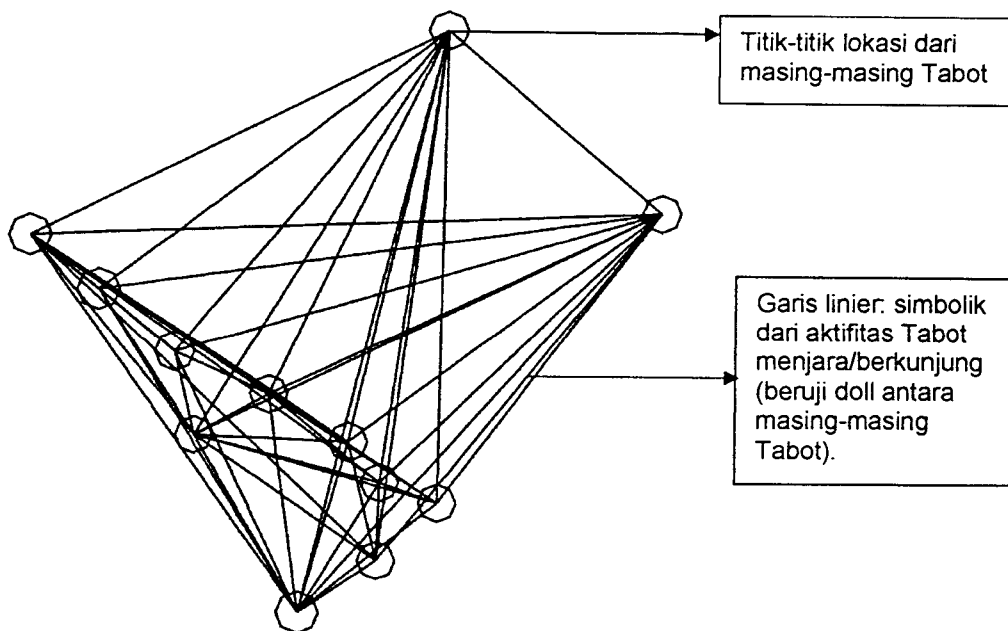 Titik-titik lokasi dari
masing-masing Tabot
Garis linier: simbolik
dari aktifitas Tabot
menjara/berkunjung
(beruji doll antara
masing-masing
Tabot).